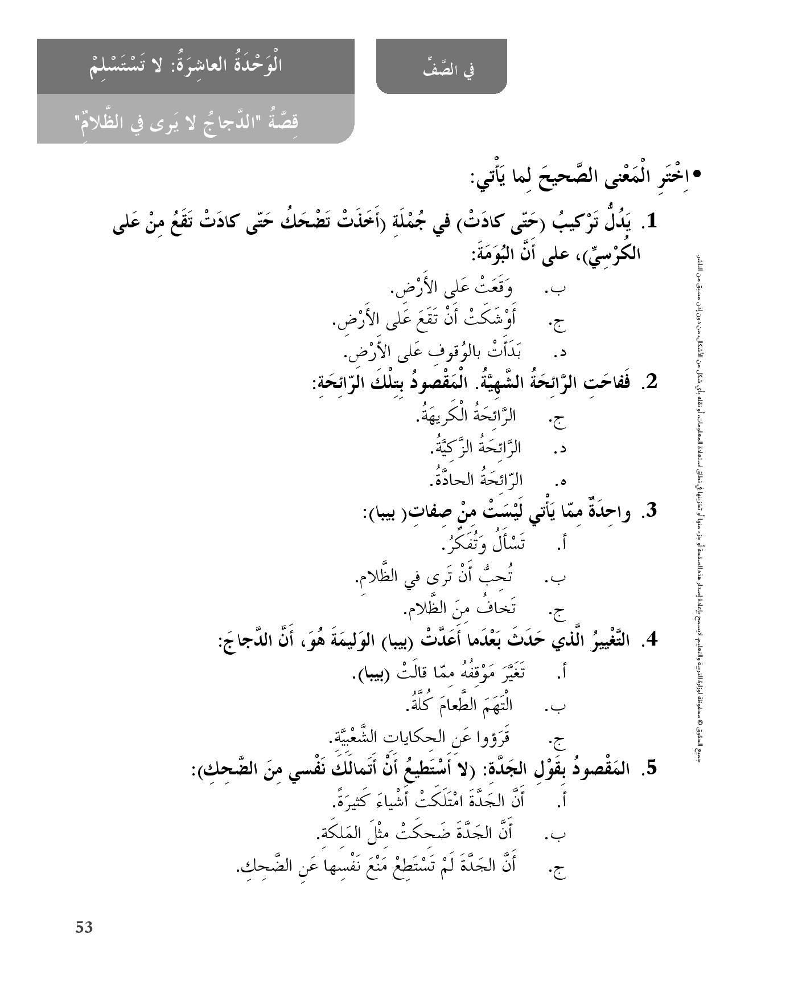 في الصَّفِّ
الْوَحْدَةُ العاشِرَةُ: لا تَسْتَسْلِمْ
قِصَّةُ "الدَّجاجُ لا يَرى في الظَّلامِ"
• اِخْتَرِ الْمَعْنى الصَّحيحَ لِما يَأْتي:
1. يَدُلُّ تَرْكيبُ (حَتّى كادَتْ) في جُمْلَةِ (أَخَذَتْ تَضْحَكُ حَتّى كادَتْ تَقَعُ مِنْ عَلى
الكُرْسِيِّ)، على أَنَّ البُوَمَةَ:
ب. وَقَعَتْ عَلى الأَرْضِ.
ج. أَوْشَكَتْ أَنْ تَقَعَ عَلى الأَرْضِ.
د. بَدَأَتْ بالوُقوفِ عَلى الأَرْضِ.
2. فَفاحَتِ الرَّائِحَةُ الشَّهِيَّةُ. الْمَقْصودُ بِتِلْكَ الرّائِحَةِ:
ج. الرَّائِحَةُ الْكَريهَةُ.
د. الرَّائِحَةُ الزَّكِيَّةُ.
ه. الرّائِحَةُ الحادَّةُ.
3. واحِدَةٌ مِمّا يَأْتي لَيْسَتْ مِنْ صِفاتِ( بيبا):
أ. تَسْأَلُ وَتُفَكِّرُ.
ب. تُحِبُّ أَنْ تَرى في الظَّلامِ.
ج. تَخافُ مِنَ الظَّلام.
4. التَّغْييرُ الَّذي حَدَثَ بَعْدَما أَعَدَّتْ (بيبا) الوَليمَةَ هُوَ، أَنَّ الدَّجاجَ:
أ. تَغَيَّرَ مَوْقِفُهُ مِمّا قالَتْ (بيبا).
ب. الْتَهَمَ الطَّعامَ كُلَّهُ.
ج. قَرَؤوا عَنِ الحِكاياتِ الشَّعْبِيَّةِ.
5. المَقْصودُ بِقَوْلِ الجَدَّةِ: (لا أَسْتَطيعُ أَنْ أَتَمالَكَ نَفْسي مِنَ الضَّحِكِ):
أ. أَنَّ الجَدَّةَ امْتَلَكَتْ أَشْياءَ كَثيرَةً.
ب. أَنَّ الجَدَّةَ ضَحِكَتْ مِثْلَ المَلِكَةِ.
ج. أَنَّ الجَدَّةَ لَمْ تَسْتَطِعْ مَنْعَ نَفْسِها عَنِ الضَّحِكِ.
جميع الحقوق © محفوظة لوزارة التربية والتعليم. لايسمح بإعادة إصدار هذه الصفحة أو جزء منها أو تخزينها في نطاق استعادة المعلومات، أو نقله بأي شكل من الأشكال، من دون إذن مسبق من الناشر.
53